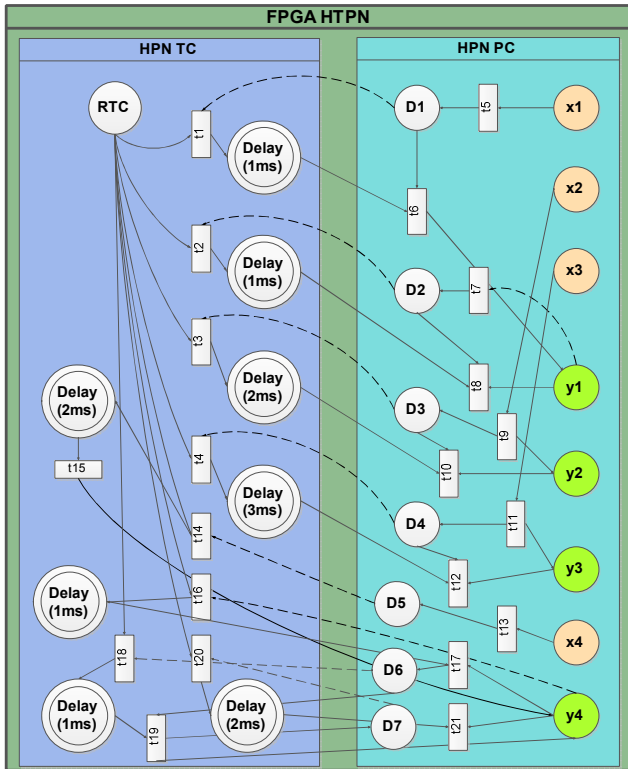 FPGA HTPN
HPN TC
HPN PC
RTC
t1
D1
t5
x1
Delay
(1ms)
t6
x2
t2
x3
Delay
(1ms)
D2
t7
t3
t8
y1
Delay
(2ms)
Delay
(2ms)
D3
t9
t15
t4
t10
y2
Delay
(3ms)
D4
t11
t14
t12
y3
Delay
(1ms)
t16
D5
t13
x4
t18
t20
D6
t17
Delay
(1ms)
t19
Delay
(2ms)
D7
t21
y4